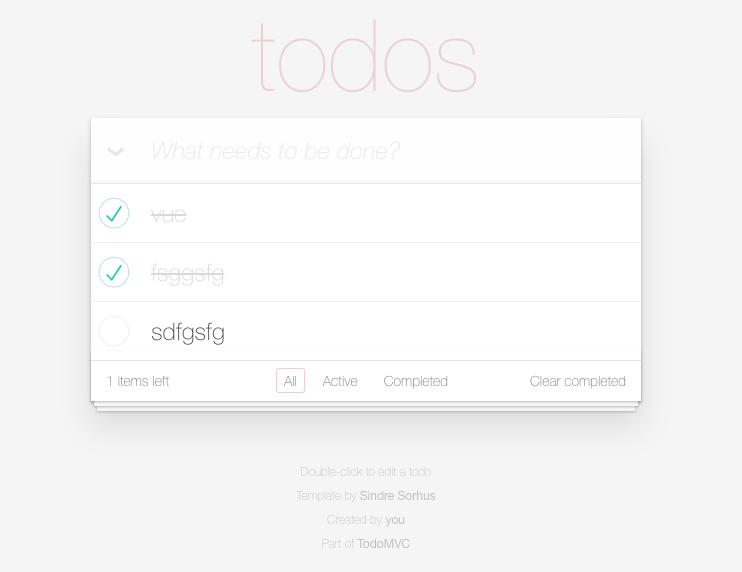 todos
What needs to be done?
vue
fsggsfg
sdfgsfg
1 items left All Active Completed Clear completed
Double-click to edit a todo
Template by Sindre Sorhus
Created by you
Part of TodoMVC